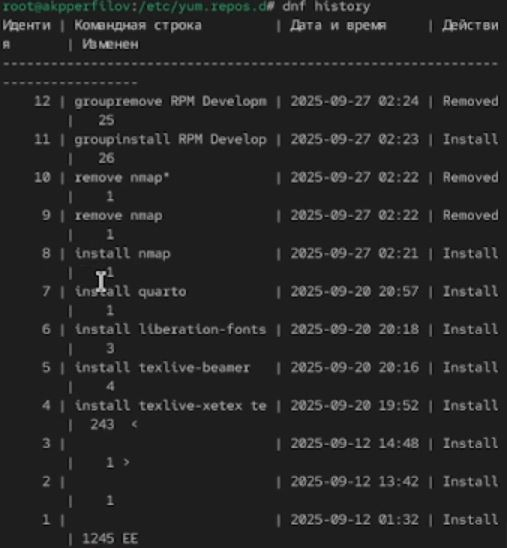 root@akpperfilov:/etc/yum.repos.d# dnf history
Иденти | Командная строка | Дата и время | Действи
я | Изменен
--------------------------------------------------------------
-----------------
12 | groupremove RPM Developm | 2025-09-27 02:24 | Removed
| 25
11 | groupinstall RPM Develop | 2025-09-27 02:23 | Install
| 26
10 | remove nmap* | 2025-09-27 02:22 | Removed
| 1
9 | remove nmap | 2025-09-27 02:22 | Removed
| 1
8 | install nmap | 2025-09-27 02:21 | Install
| 1
7 | install quarto | 2025-09-20 20:57 | Install
| 1
6 | install liberation-fonts | 2025-09-20 20:18 | Install
| 3
5 | install texlive-beamer | 2025-09-20 20:16 | Install
| 4
4 | install texlive-xetex te | 2025-09-20 19:52 | Install
| 243 <
3 | | 2025-09-12 14:48 | Install
| 1 >
2 | | 2025-09-12 13:42 | Install
| 1
1 | | 2025-09-12 01:32 | Install
| 1245 EE